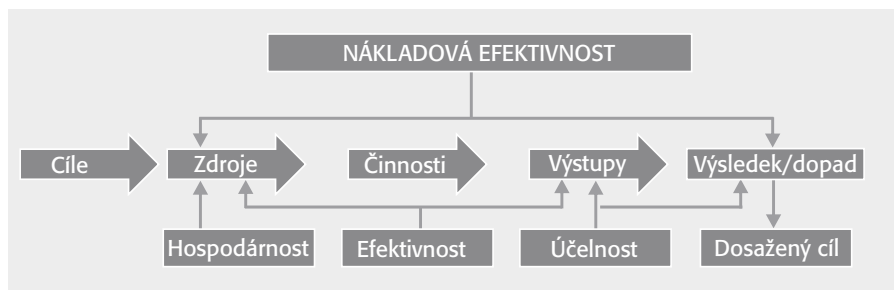 NÁKLADOVÁ EFEKTIVNOST
Cíle
Zdroje
Činnosti
Výstupy
Výsledek/dopad
Hospodárnost
Efektivnost
Účelnost
Dosažený cíl